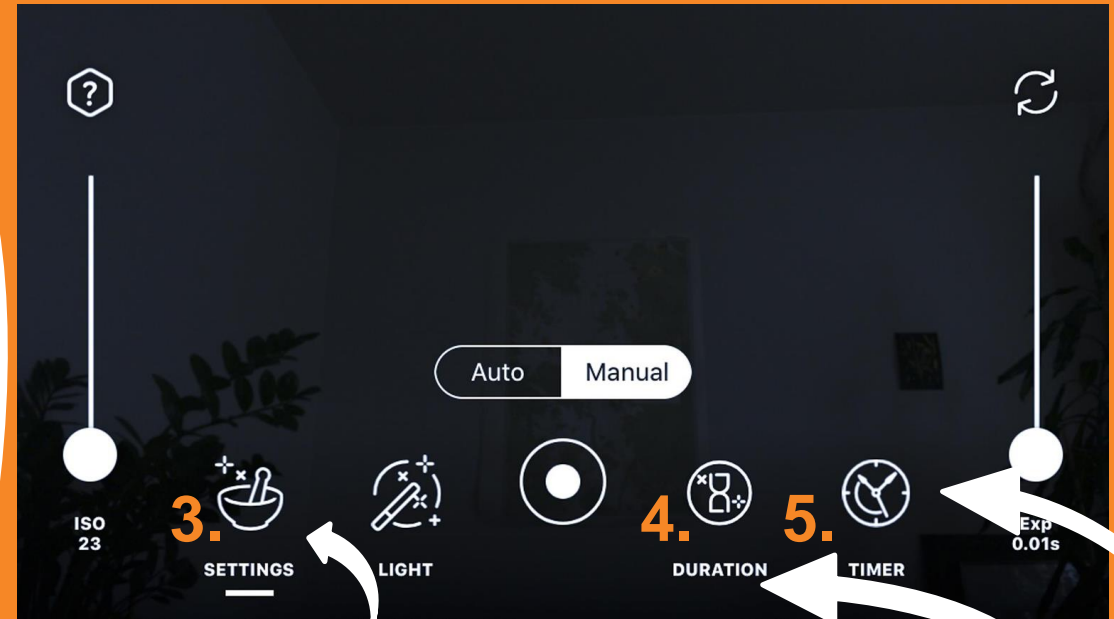 ?
Auto Manual
ISO
23
3.
SETTINGS
LIGHT
4.
DURATION
5.
TIMER
Exp
0.01s